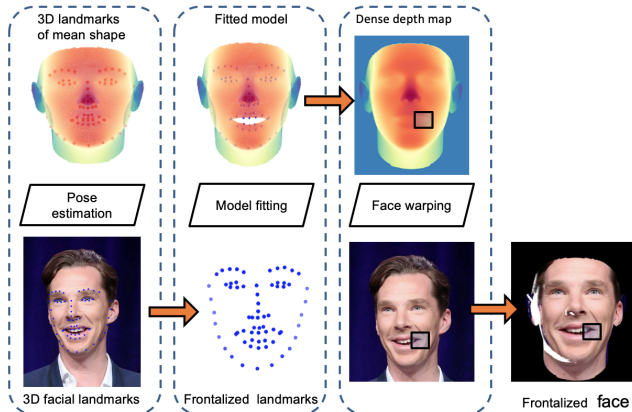 3D landmarks
of mean shape
Fitted model
Dense depth map
Pose
estimation
Model fitting
Face warping
3D facial landmarks
Frontalized landmarks
Frontalized face